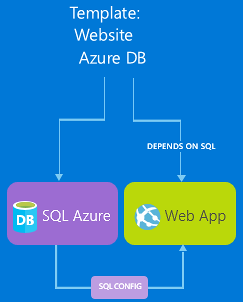 Template:
Website
Azure DB
DEPENDS ON SQL
DB SQL Azure
Web App
SQL CONFIG